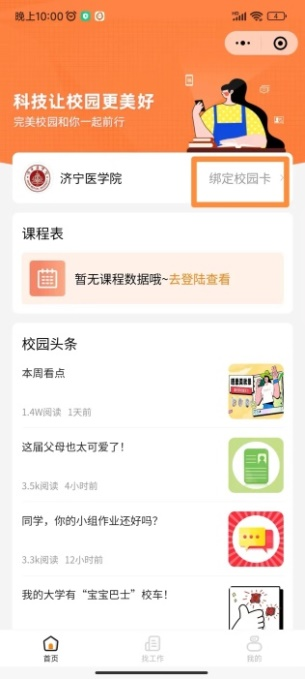 晚上10:00
4
科技让校园更美好
完美校园和你一起前行
济宁医学院
绑定校园卡
课程表
暂无课程数据哦~去登陆查看
校园头条
本周看点
1.4W阅读 1天前
这届父母也太可爱了!
3.5k阅读 4小时前
同学，你的小组作业还好吗?
3.3k阅读 12小时前
我的大学有“宝宝巴士”校车!
首页
找工作
我的